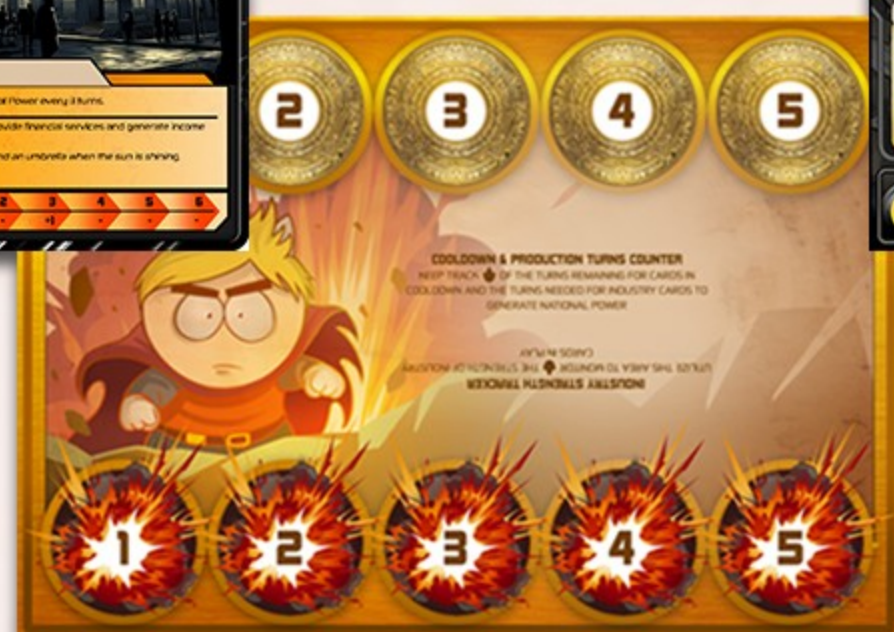 al Power every 3 turns.
ovide financial services and generate income
nd an umbrella when the sun is shining.
2 3 4 5 6
- +1 - - -
2 3 4 5
COOLDOWN & PRODUCTION TURNS COUNTER
KEEP TRACK OF THE TURNS REMAINING FOR CARDS IN
COOLDOWN AND THE TURNS NEEDED FOR INDUSTRY CARDS TO
GENERATE NATIONAL POWER
INDUSTRY STRENGTH TRACKER
UTILIZE THIS AREA TO MONITOR THE STRENGTH OF INDUSTRY
CARDS IN PLAY
1 2 3 4 5